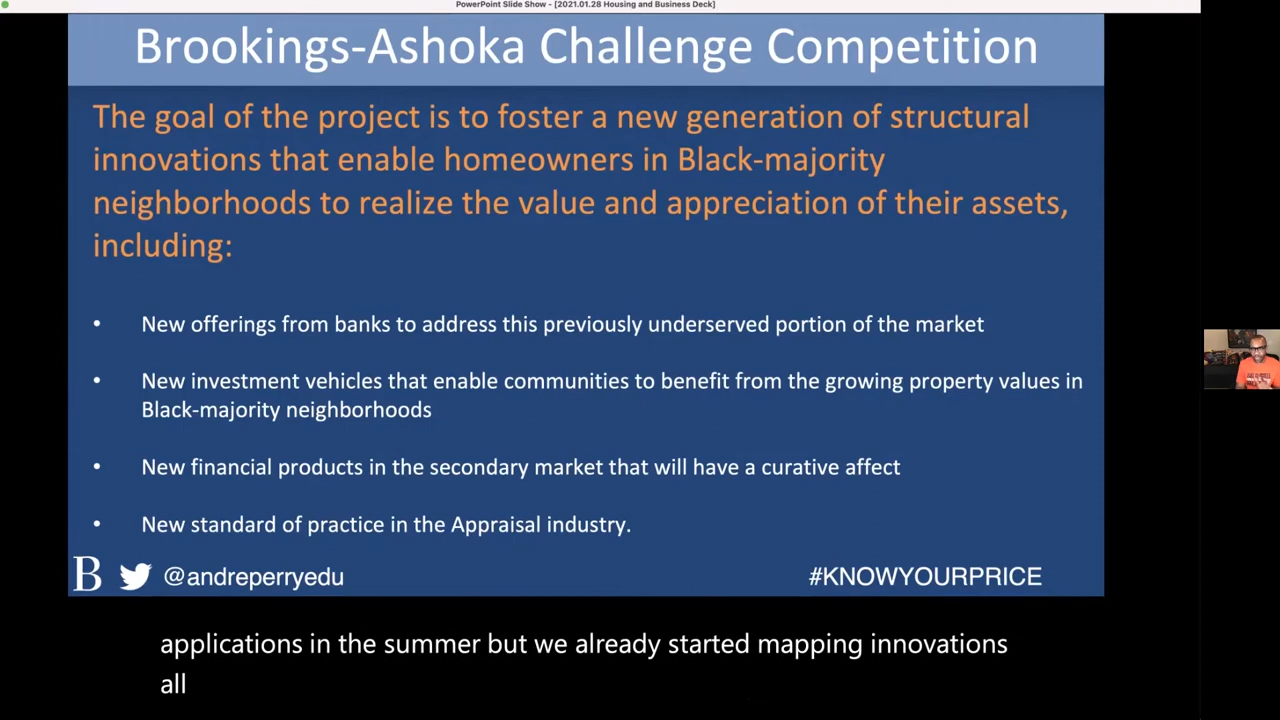 PowerPoint Slide Show - [2021.01.28 Housing and Business Deck]
Brookings-Ashoka Challenge Competition
The goal of the project is to foster a new generation of structural
innovations that enable homeowners in Black-majority
neighborhoods to realize the value and appreciation of their assets,
including:
• New offerings from banks to address this previously underserved portion of the market
• New investment vehicles that enable communities to benefit from the growing property values in
Black-majority neighborhoods
• New financial products in the secondary market that will have a curative affect
• New standard of practice in the Appraisal industry.
B @andreperryedu #KNOWYOURPRICE
applications in the summer but we already started mapping innovations
all